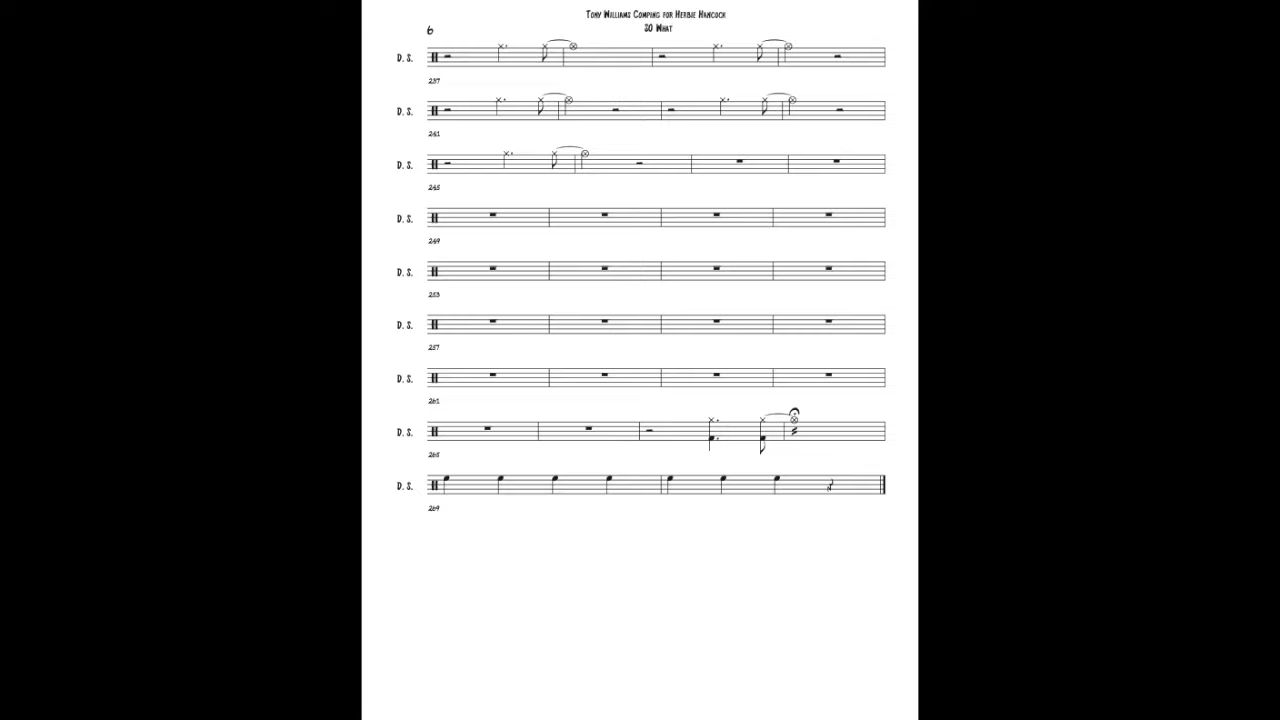 Tony Williams Comping for Herbie Hancock
SO What
6
D. S.
237
D. S.
241
D. S.
245
D. S.
249
D. S.
253
D. S.
257
D. S.
261
D. S.
265
D. S.
269